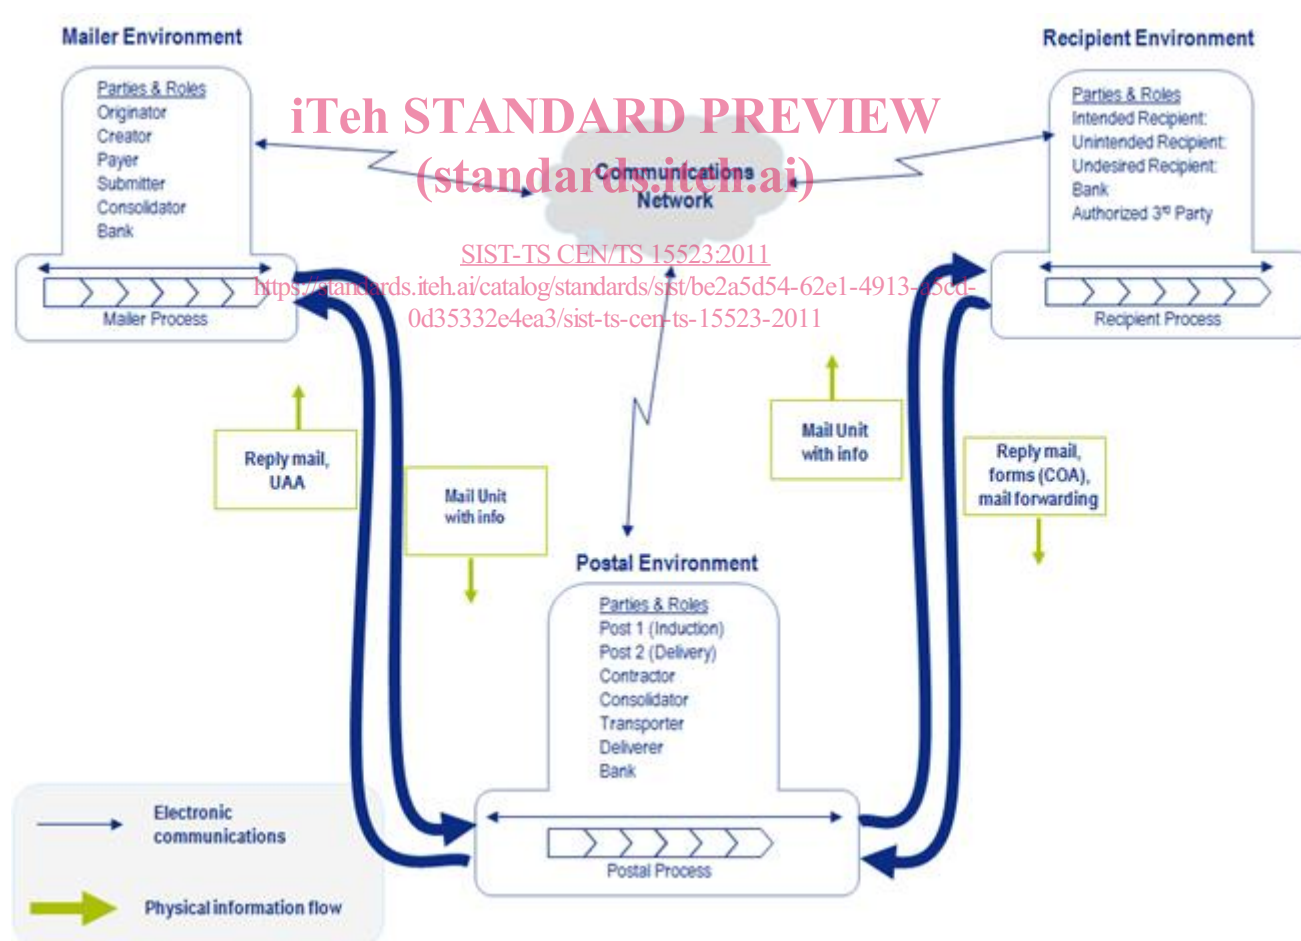 Mailer Environment
Parties & Roles
Originator
Creator
Payer
Submitter
Consolidator
Bank
Mailer Process
Recipient Environment
Parties & Roles
Intended Recipient:
Unintended Recipient:
Undesired Recipient:
Bank
Authorized 3rd Party
Recipient Process
iTeh STANDARD PREVIEW
(standards.iteh.ai)
Communications
Network
SIST-TS CEN/TS 15523:2011
https://standards.iteh.ai/catalog/standards/sist/be2a5d54-62e1-4913-a5cd-
0d35332e4ea3/sist-ts-cen-ts-15523-2011
Reply mail,
UAA
Mail Unit
with info
Mail Unit
with info
Reply mail,
forms (COA),
mail forwarding
Postal Environment
Parties & Roles
Post 1 (Induction)
Post 2 (Delivery)
Contractor
Consolidator
Transporter
Deliverer
Bank
Postal Process
Electronic
communications
Physical information flow